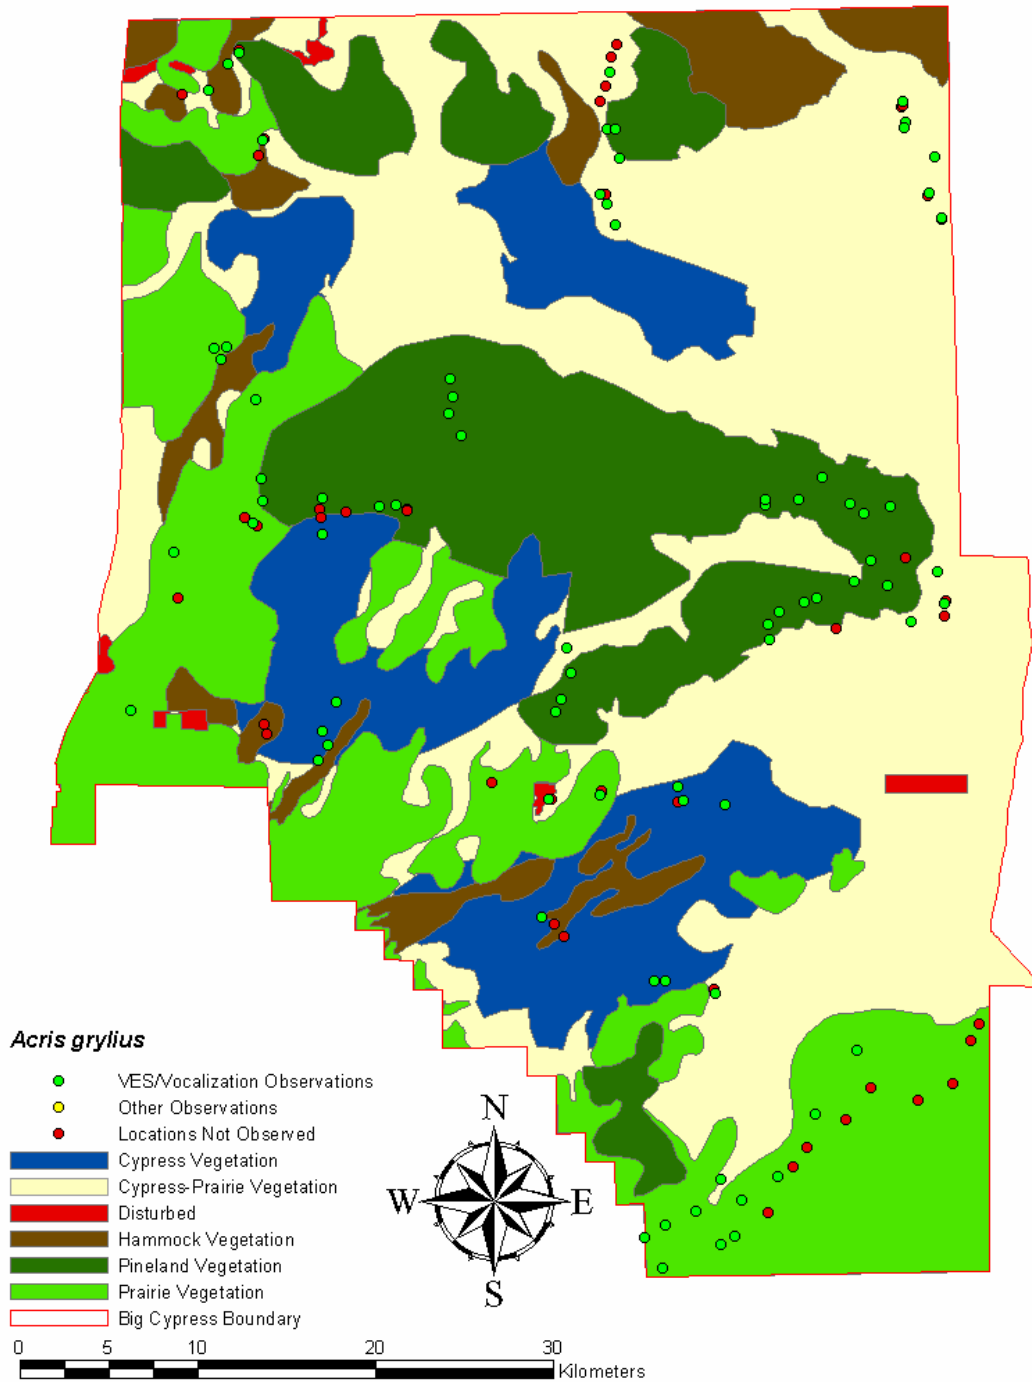 Acris grylius
VES/Vocalization Observations
Other Observations
Locations Not Observed
Cypress Vegetation
Cypress-Prairie Vegetation
Disturbed
Hammock Vegetation
Pineland Vegetation
Prairie Vegetation
Big Cypress Boundary
N
W E
S
0 5 10 20 30
Kilometers